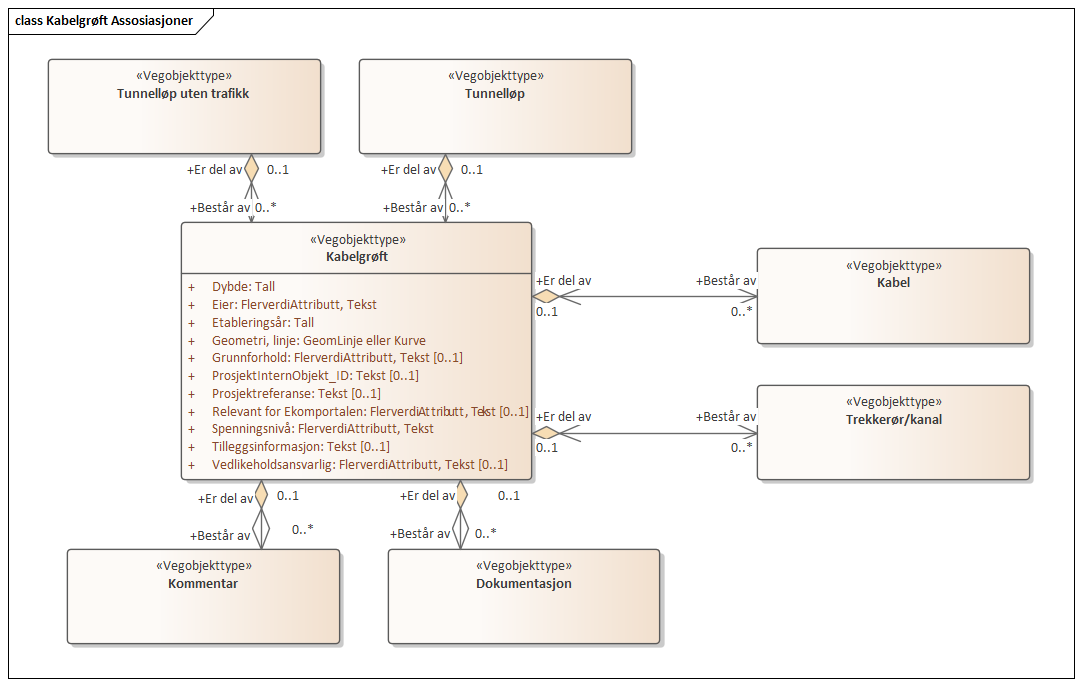 class Kabelgrøft Assosiasjoner
«Vegobjekttype»
Tunnelløp uten trafikk
«Vegobjekttype»
Tunnelløp
+Er del av
0..1
+Består av
0..*
+Er del av
0..1
+Består av
0..*
«Vegobjekttype»
Kabelgrøft
+ Dybde: Tall
+ Eier: FlerverdiAttributt, Tekst
+ Etableringsår: Tall
+ Geometri, linje: GeomLinje eller Kurve
+ Grunnforhold: FlerverdiAttributt, Tekst [0..1]
+ ProsjektInternObjekt_ID: Tekst [0..1]
+ Prosjektreferanse: Tekst [0..1]
+ Relevant for Ekomportalen: FlerverdiAttributt, Tekst [0..1]
+ Spenningsnivå: FlerverdiAttributt, Tekst
+ Tilleggsinformasjon: Tekst [0..1]
+ Vedlikeholdsansvarlig: FlerverdiAttributt, Tekst [0..1]
+Er del av
0..1
+Består av
0..*
«Vegobjekttype»
Kabel
+Er del av
0..1
+Består av
0..*
«Vegobjekttype»
Trekkerør/kanal
+Er del av
0..1
+Består av
0..*
+Er del av
0..1
+Består av
0..*
«Vegobjekttype»
Kommentar
«Vegobjekttype»
Dokumentasjon